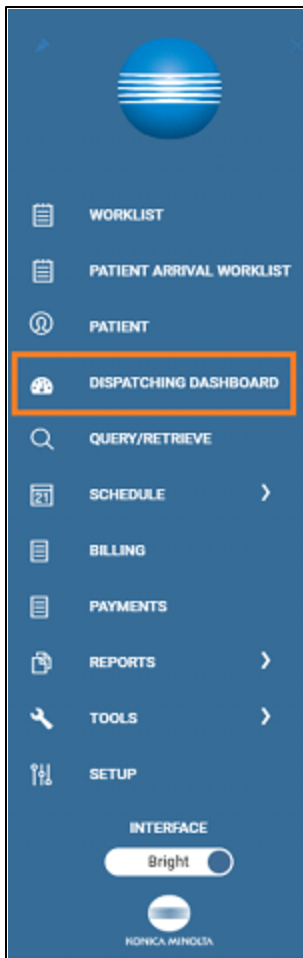 WORKLIST
PATIENT ARRIVAL WORKLIST
PATIENT
DISPATCHING DASHBOARD
QUERY/RETRIEVE
21
SCHEDULE
BILLING
PAYMENTS
REPORTS
TOOLS
SETUP
INTERFACE
Bright
KONICA MINOLTA